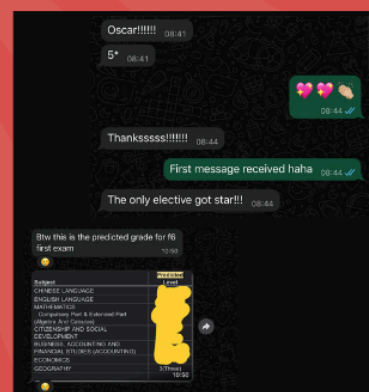 Oscar!!!!!! 08:41
5* 08:41
08:44
Thanksssss!!!!!!! 08:44
First message received haha 08:44
The only elective got star!!! 08:44
Btw this is the predicted grade for f6
first exam 10:50
Predicted
Subject Level
CHINESE LANGUAGE
ENGLISH LANGUAGE
MATHEMATICS
Compulsory Part & Extended Part
(Algebra And Calculus)
CITIZENSHIP AND SOCIAL
DEVELOPMENT
BUSINESS, ACCOUNTING AND
FINANCIAL STUDIES (ACCOUNTING)
ECONOMICS
GEOGRAPHY 3(Three)
10:50